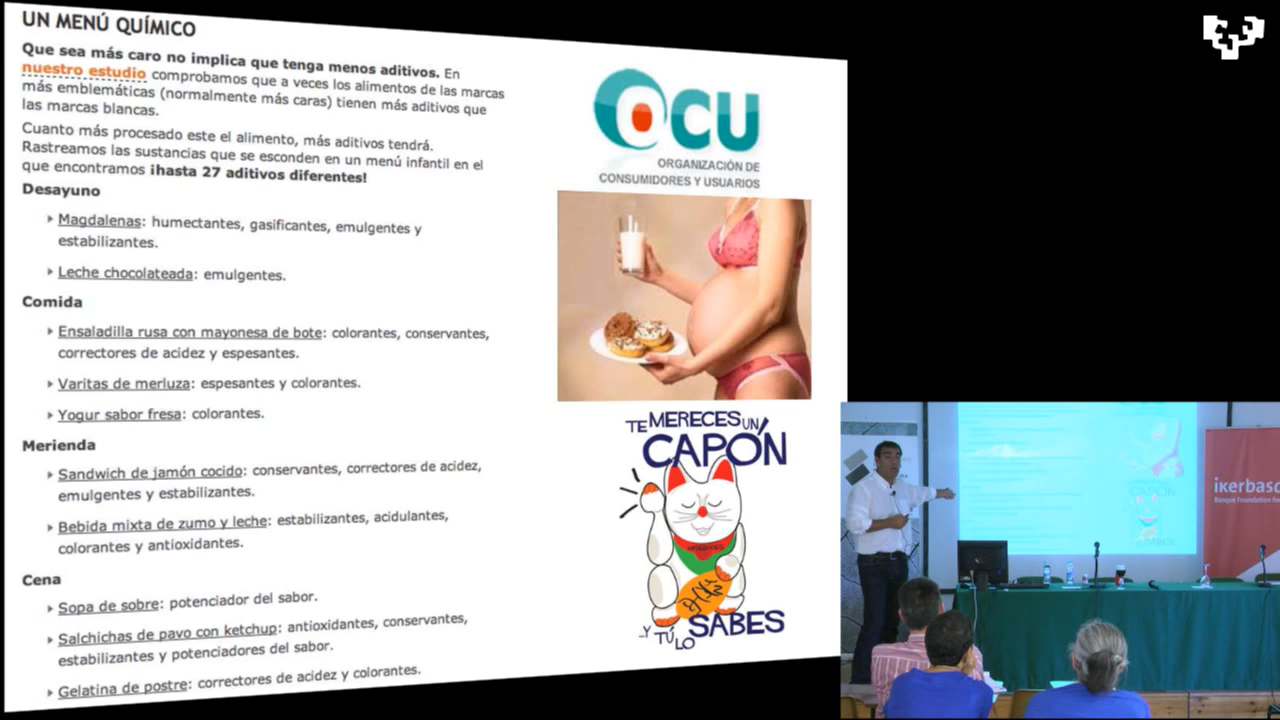 UN MENÚ QUÍMICO
Que sea más caro no implica que tenga menos aditivos. En
nuestro estudio comprobamos que a veces los alimentos de las marcas
más emblemáticas (normalmente más caras) tienen más aditivos que
las marcas blancas.
Cuanto más procesado este el alimento, más aditivos tendrá.
Rastreamos las sustancias que se esconden en un menú infantil en el
que encontramos ¡hasta 27 aditivos diferentes!
Desayuno
Magdalenas: humectantes, gasificantes, emulgentes y
estabilizantes.
Leche chocolateada: emulgentes.
Comida
Ensaladilla rusa con mayonesa de bote: colorantes, conservantes,
correctores de acidez y espesantes.
Varitas de merluza: espesantes y colorantes.
Yogur sabor fresa: colorantes.
Merienda
Sandwich de jamón cocido: conservantes, correctores de acidez,
emulgentes y estabilizantes.
Bebida mixta de zumo y leche: estabilizantes, acidulantes,
colorantes y antioxidantes.
Cena
Sopa de sobre: potenciador del sabor.
Salchichas de pavo con ketchup: antioxidantes, conservantes,
estabilizantes y potenciadores del sabor.
Gelatina de postre: correctores de acidez y colorantes.
OCU
ORGANIZACIÓN DE
CONSUMIDORES Y USUARIOS
TE MERECES UN
CAPÓN
...Y TÚ LO SABES
ikerbasq
Basque Foundation fo
CAPÓN